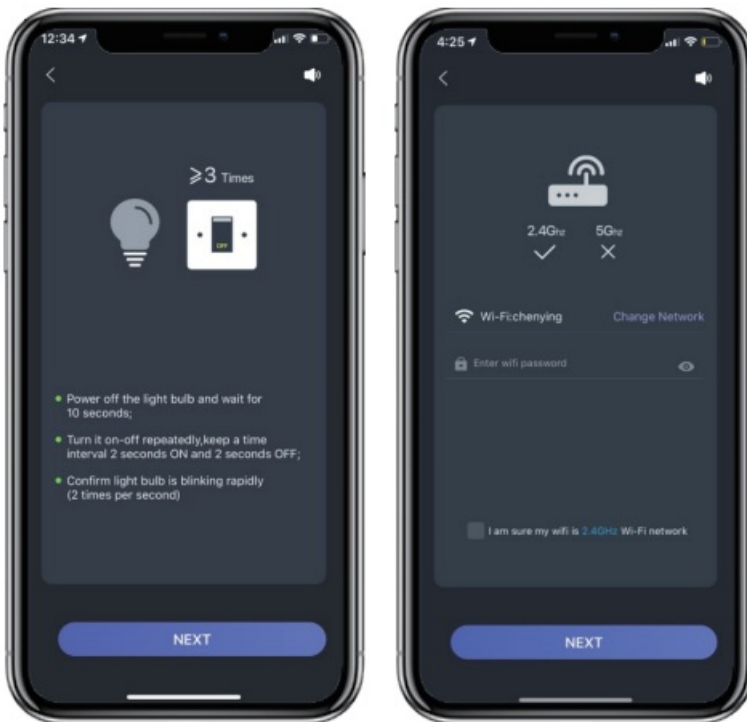 12:34
≥3 Times
OFF
Power off the light bulb and wait for
10 seconds;
Turn it on-off repeatedly,keep a time
interval 2 seconds ON and 2 seconds OFF;
Confirm light bulb is blinking rapidly
(2 times per second)
NEXT
4:25
2.4Ghz 5Ghz
Wi-Fi:chenying Change Network
Enter wifi password
I am sure my wifi is 2.4GHz Wi-Fi network
NEXT